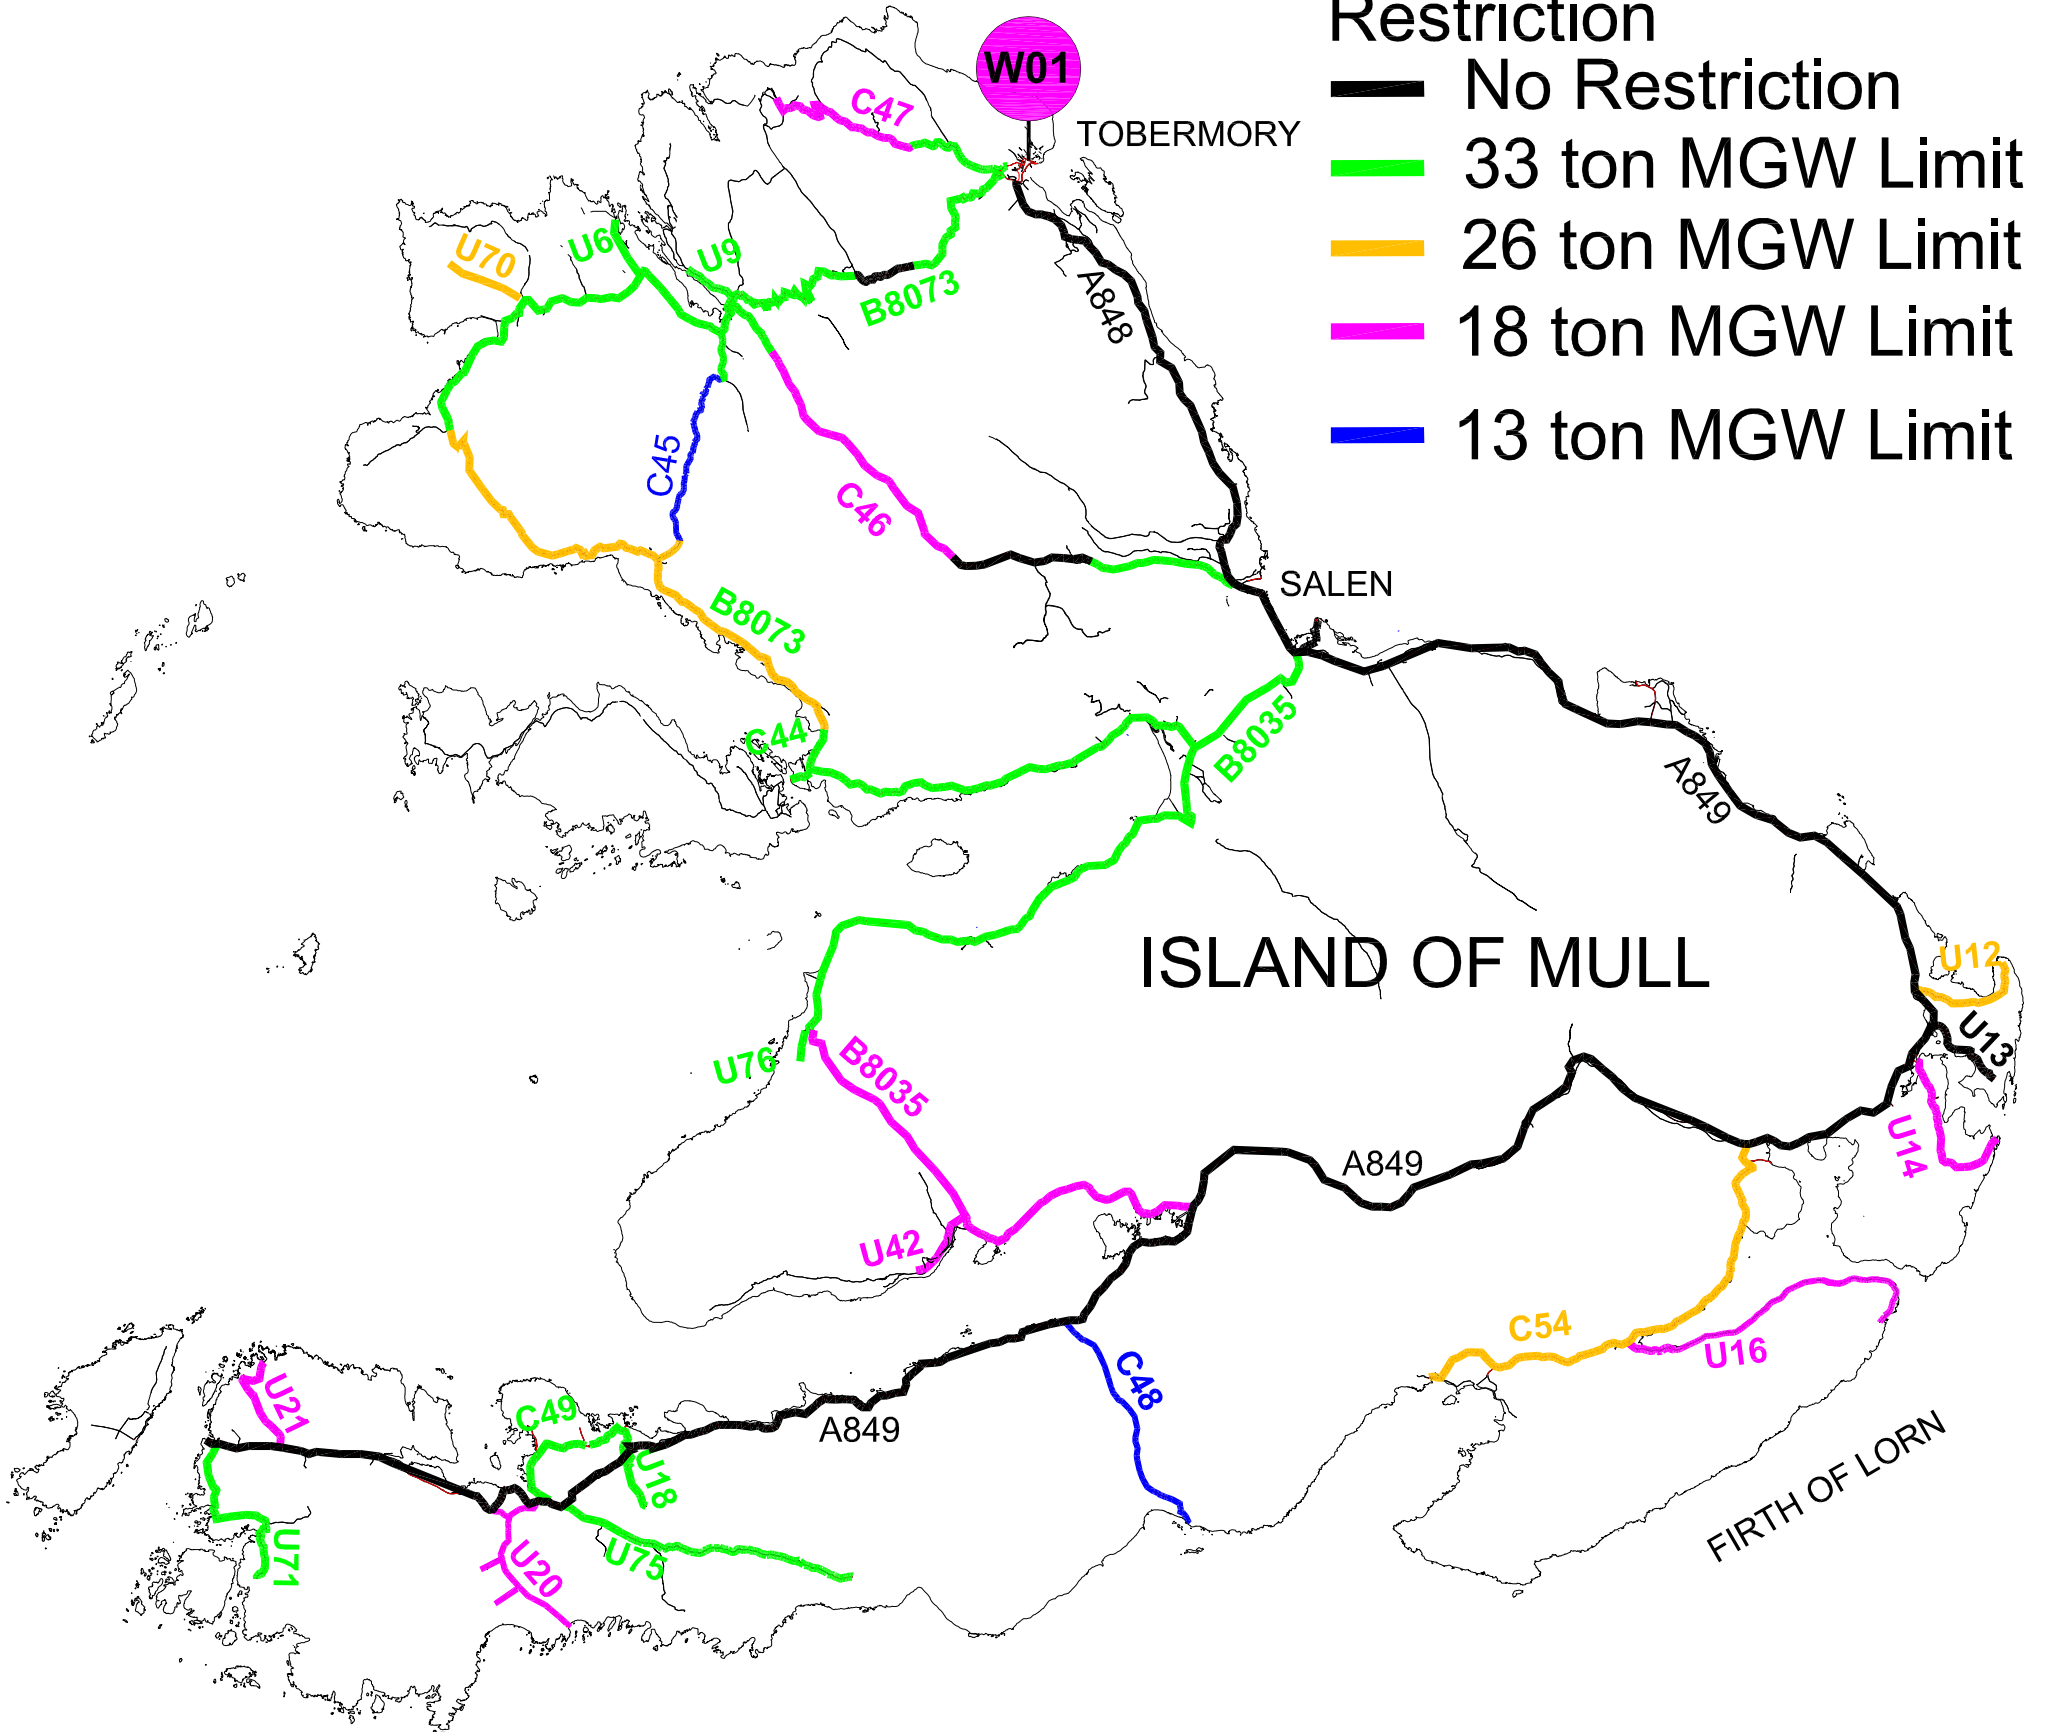 Restriction
No Restriction
33 ton MGW Limit
26 ton MGW Limit
18 ton MGW Limit
13 ton MGW Limit
W01
TOBERMORY
C47
U70
U6
U9
B8073
A848
C45
C46
SALEN
B8073
C44
B8035
A849
ISLAND OF MULL
U12
U13
U76
B8035
U14
A849
U42
C54
U16
C48
U21
C49
A849
U18
FIRTH OF LORN
U71
U20
U75